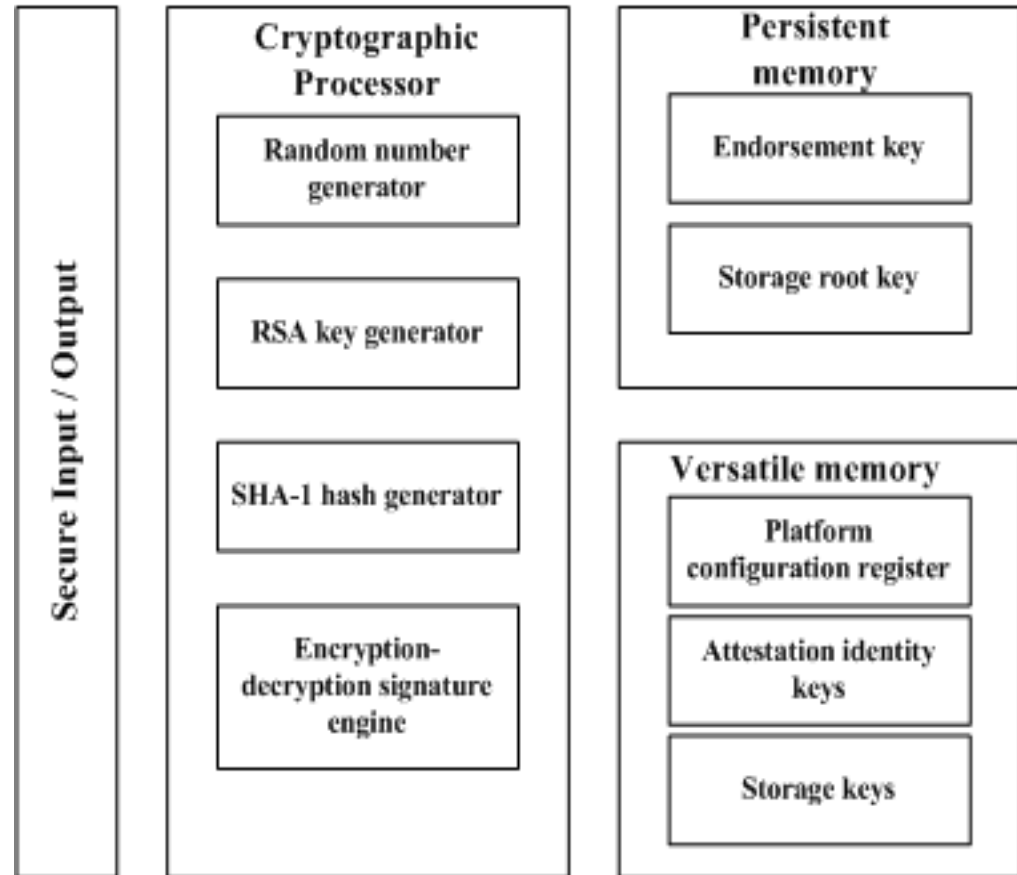 Secure Input / Output
Cryptographic
Processor
Random number
generator
RSA key generator
SHA-1 hash generator
Encryption-
decryption signature
engine
Persistent
memory
Endorsement key
Storage root key
Versatile memory
Platform
configuration register
Attestation identity
keys
Storage keys